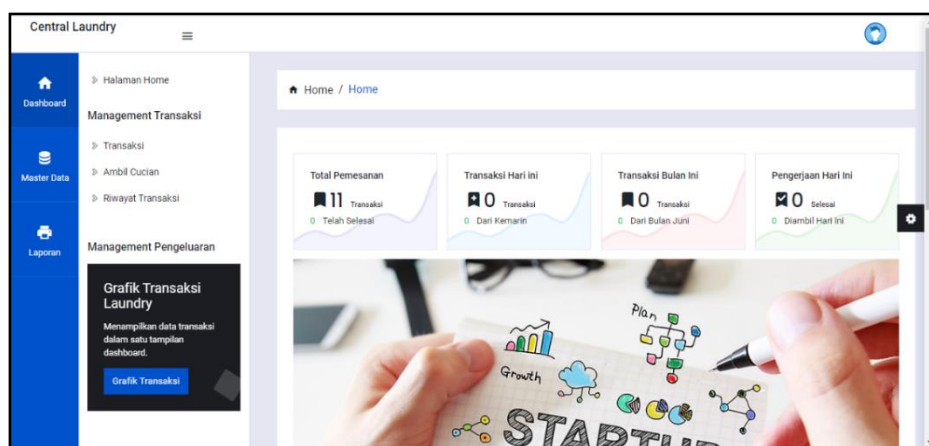 Central Laundry
Dashboard
Master Data
Laporan
Halaman Home
Management Transaksi
Transaksi
Ambil Cucian
Riwayat Transaksi
Management Pengeluaran
Grafik Transaksi
Laundry
Menampilkan data transaksi
dalam satu tampilan
dashboard.
Grafik Transaksi
Home / Home
Total Pemesanan
11 Transaksi
0 Telah Selesai
Transaksi Hari ini
0 Transaksi
0 Dari Kemarin
Transaksi Bulan Ini
0 Transaksi
0 Dari Bulan Juni
Pengerjaan Hari Ini
0 Selesai
0 Diambil Hari Ini
Plan
Growth
STARTUP